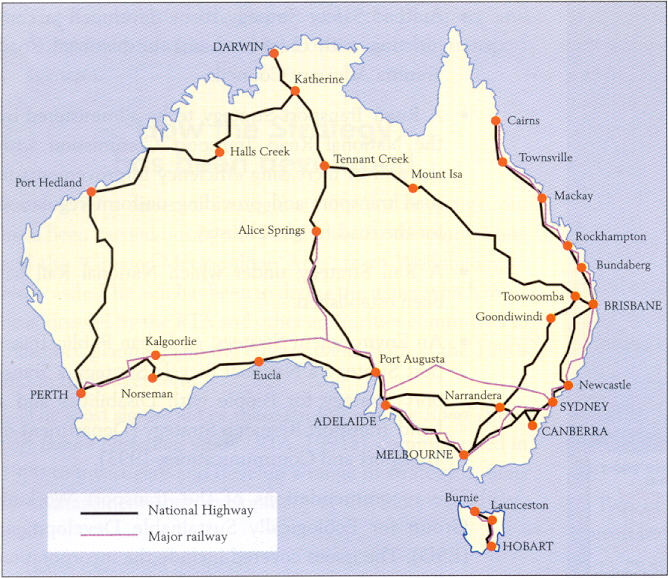 DARWIN
Katherine
Cairns
Halls Creek
Tennant Creek
Townsville
Mount Isa
Port Hedland
Mackay
Alice Springs
Rockhampton
Bundaberg
Toowoomba
BRISBANE
Goondiwindi
Kalgoorlie
Port Augusta
Eucla
Newcastle
PERTH
Norseman
Narrandera
SYDNEY
ADELAIDE
CANBERRA
MELBOURNE
Burnie
Launceston
National Highway
Major railway
HOBART